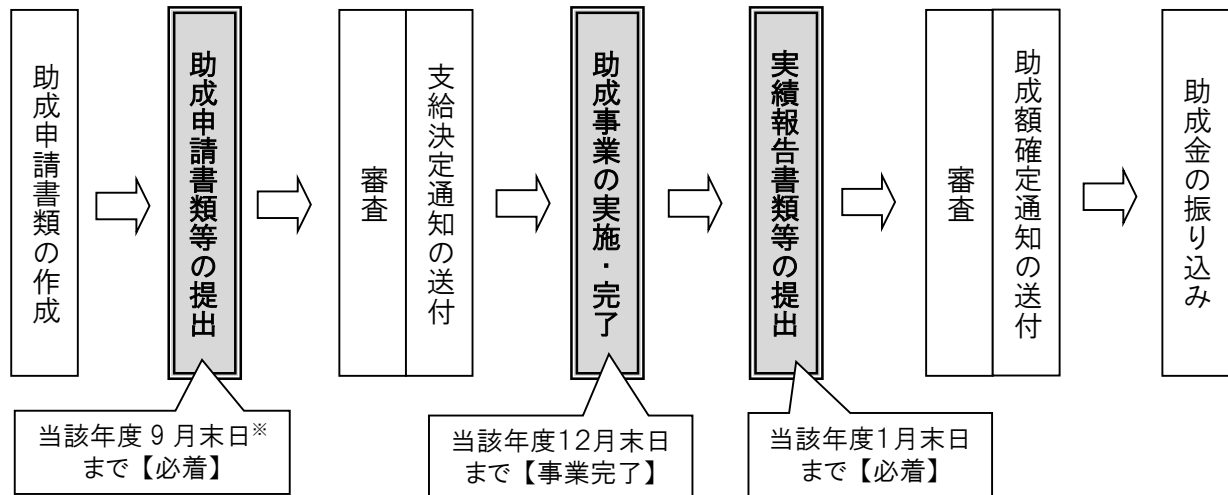 助成申請書類の作成
助成申請書類等の提出
審査
支給決定通知の送付
助成事業の実施・完了
実績報告書類等の提出
審査
助成額確定通知の送付
助成金の振り込み
当該年度９月末日※
まで【必着】
当該年度12月末日
まで【事業完了】
当該年度1月末日
まで【必着】